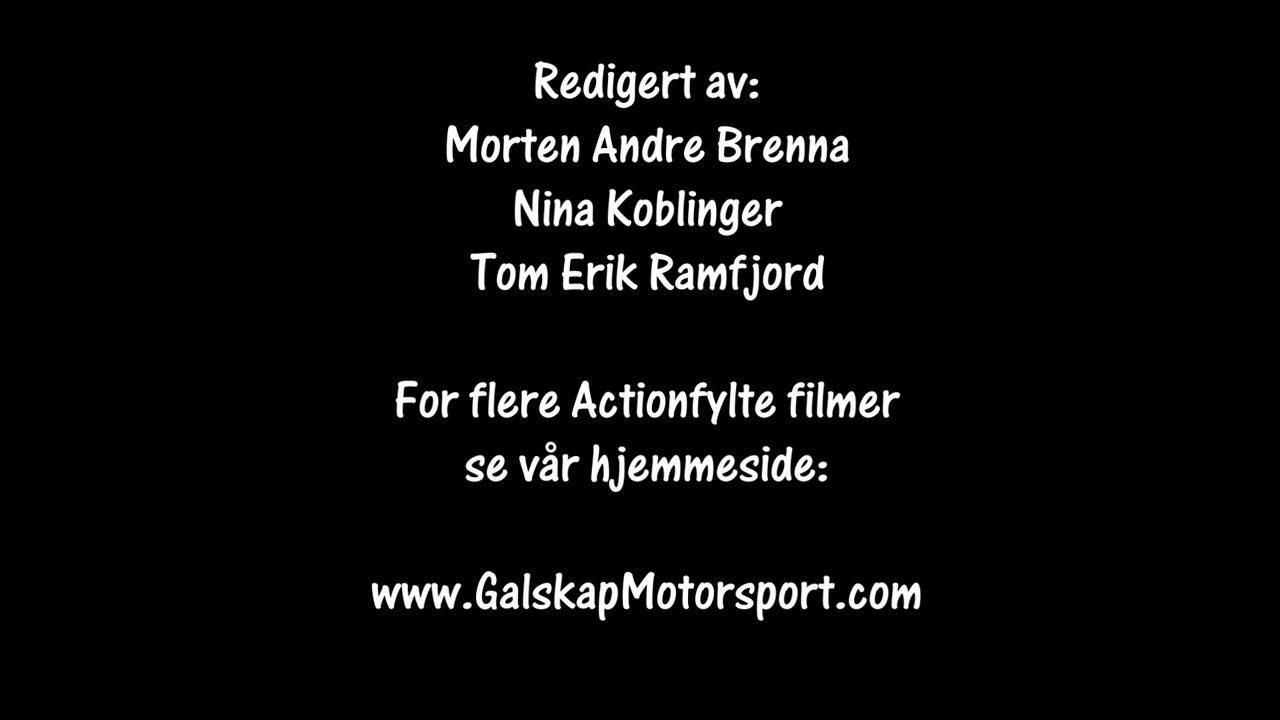 Redigert av:
Morten Andre Brenna
Nina Koblinger
Tom Erik Ramfjord
For flere Actionfylte filmer
se vår hjemmeside:
www.GalskapMotorsport.com